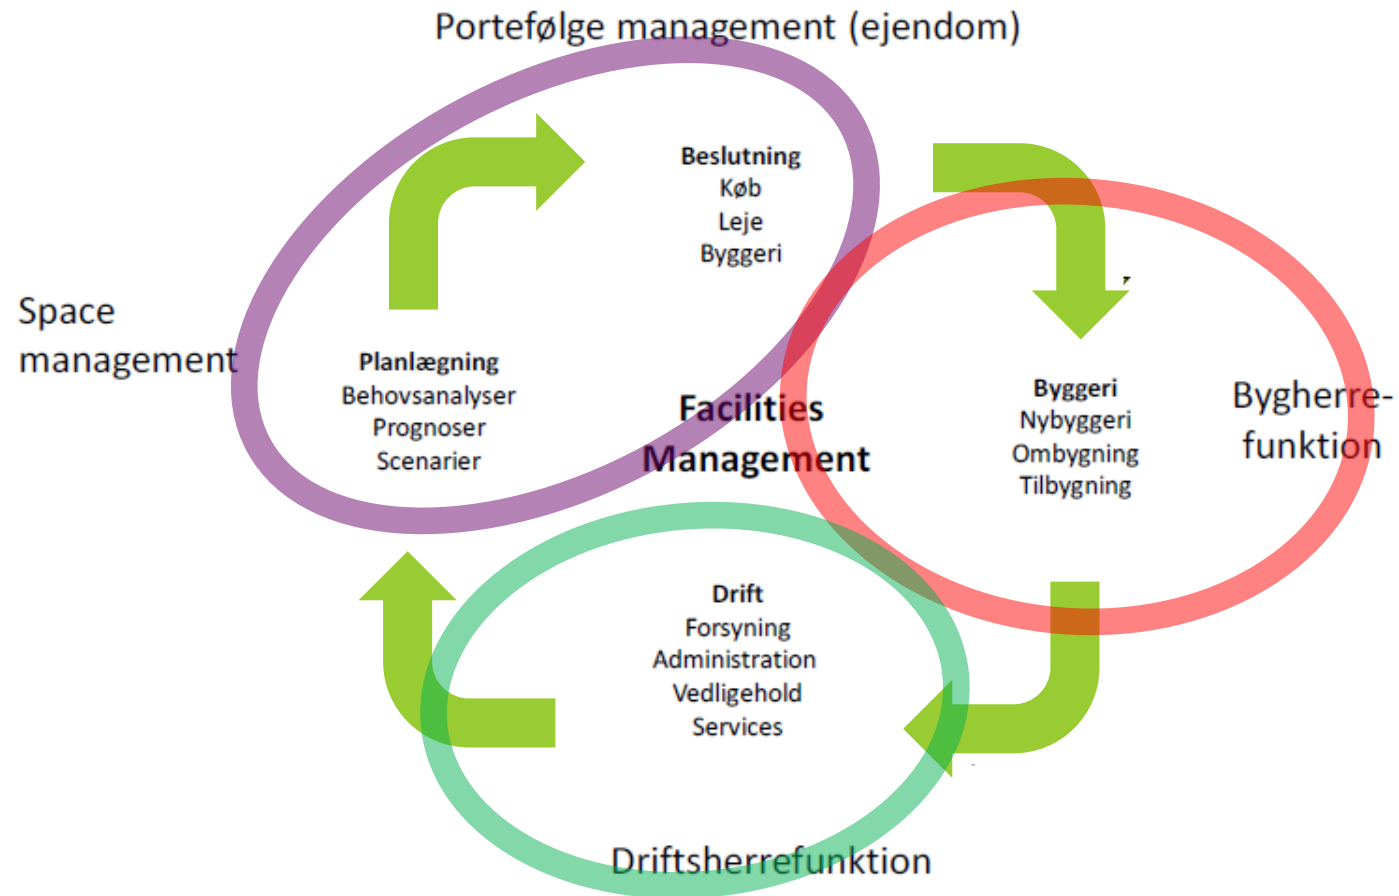 Portefølge management (ejendom)
Beslutning
Køb
Leje
Byggeri
Space
management
Planlægning
Behovsanalyser
Prognoser
Scenarier
Facilities
Management
Byggeri
Nybyggeri
Ombygning
Tilbygning
Bygherre-
funktion
Drift
Forsyning
Administration
Vedligehold
Services
Driftsherrefunktion